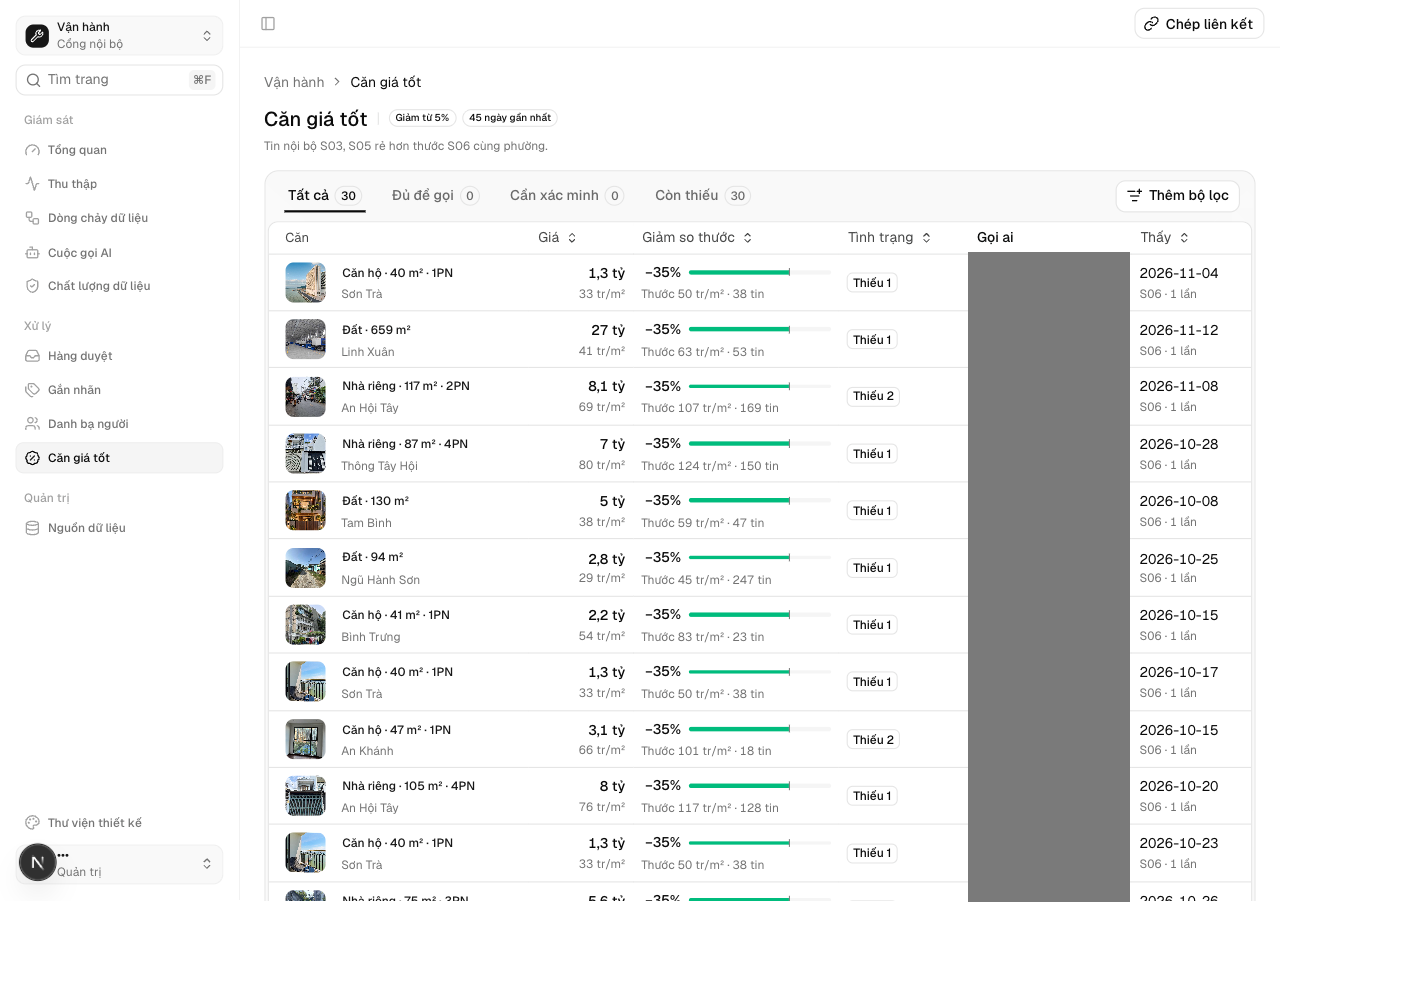 Vận hành
Cổng nội bộ
Tìm trang
⌘F
Giám sát
Tổng quan
Thu thập
Dòng chảy dữ liệu
Cuộc gọi AI
Chất lượng dữ liệu
Xử lý
Hàng duyệt
Gắn nhãn
Danh bạ người
Căn giá tốt
Quản trị
Nguồn dữ liệu
Thư viện thiết kế
N
•••
Quản trị
Chép liên kết
Vận hành > Căn giá tốt
Căn giá tốt Giảm từ 5% 45 ngày gần nhất
Tin nội bộ S03, S05 rẻ hơn thước S06 cùng phường.
Tất cả 30 Đủ để gọi 0 Cần xác minh 0 Còn thiếu 30 Thêm bộ lọc
Căn Giá Giảm so thước Tình trạng Gọi ai Thấy
Căn hộ · 40 m² · 1PN 1,3 tỷ −35% Thiếu 1 2026-11-04
Sơn Trà 33 tr/m² Thước 50 tr/m² · 38 tin S06 · 1 lần
Đất · 659 m² 27 tỷ −35% Thiếu 1 2026-11-12
Linh Xuân 41 tr/m² Thước 63 tr/m² · 53 tin S06 · 1 lần
Nhà riêng · 117 m² · 2PN 8,1 tỷ −35% Thiếu 2 2026-11-08
An Hội Tây 69 tr/m² Thước 107 tr/m² · 169 tin S06 · 1 lần
Nhà riêng · 87 m² · 4PN 7 tỷ −35% Thiếu 1 2026-10-28
Thông Tây Hội 80 tr/m² Thước 124 tr/m² · 150 tin S06 · 1 lần
Đất · 130 m² 5 tỷ −35% Thiếu 1 2026-10-08
Tam Bình 38 tr/m² Thước 59 tr/m² · 47 tin S06 · 1 lần
Đất · 94 m² 2,8 tỷ −35% Thiếu 1 2026-10-25
Ngũ Hành Sơn 29 tr/m² Thước 45 tr/m² · 247 tin S06 · 1 lần
Căn hộ · 41 m² · 1PN 2,2 tỷ −35% Thiếu 1 2026-10-15
Bình Trưng 54 tr/m² Thước 83 tr/m² · 23 tin S06 · 1 lần
Căn hộ · 40 m² · 1PN 1,3 tỷ −35% Thiếu 1 2026-10-17
Sơn Trà 33 tr/m² Thước 50 tr/m² · 38 tin S06 · 1 lần
Căn hộ · 47 m² · 1PN 3,1 tỷ −35% Thiếu 2 2026-10-15
An Khánh 66 tr/m² Thước 101 tr/m² · 18 tin S06 · 1 lần
Nhà riêng · 105 m² · 4PN 8 tỷ −35% Thiếu 1 2026-10-20
An Hội Tây 76 tr/m² Thước 117 tr/m² · 128 tin S06 · 1 lần
Căn hộ · 40 m² · 1PN 1,3 tỷ −35% Thiếu 1 2026-10-23
Sơn Trà 33 tr/m² Thước 50 tr/m² · 38 tin S06 · 1 lần
Nhà riêng · 75 m² · 3PN 5,6 tỷ −35% 2026-10-26